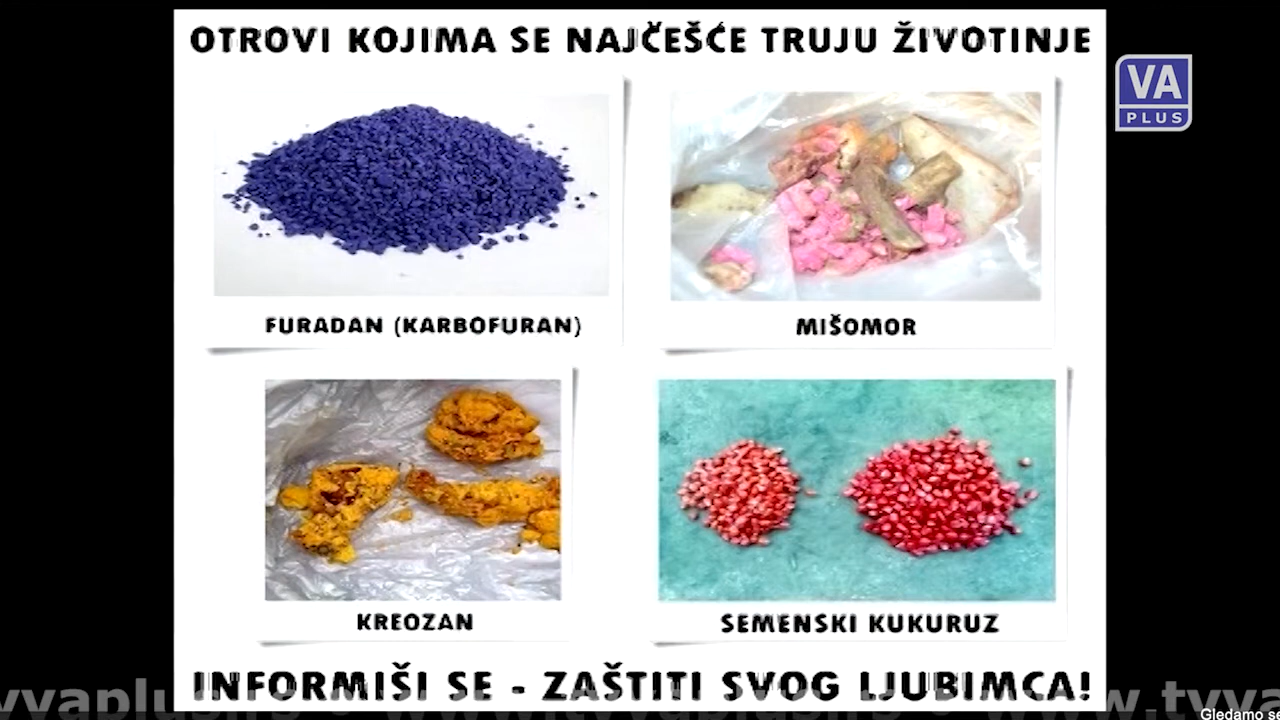 OTROVI KOJIMA SE NAJČEŠĆE TRUJU ŽIVOTINJE
VA
PLUS
FURADAN (KARBOFURAN)
MIŠOMOR
KREOZAN
SEMENSKI KUKURUZ
INFORMIŠI SE - ZAŠTITI SVOG LJUBIMCA!